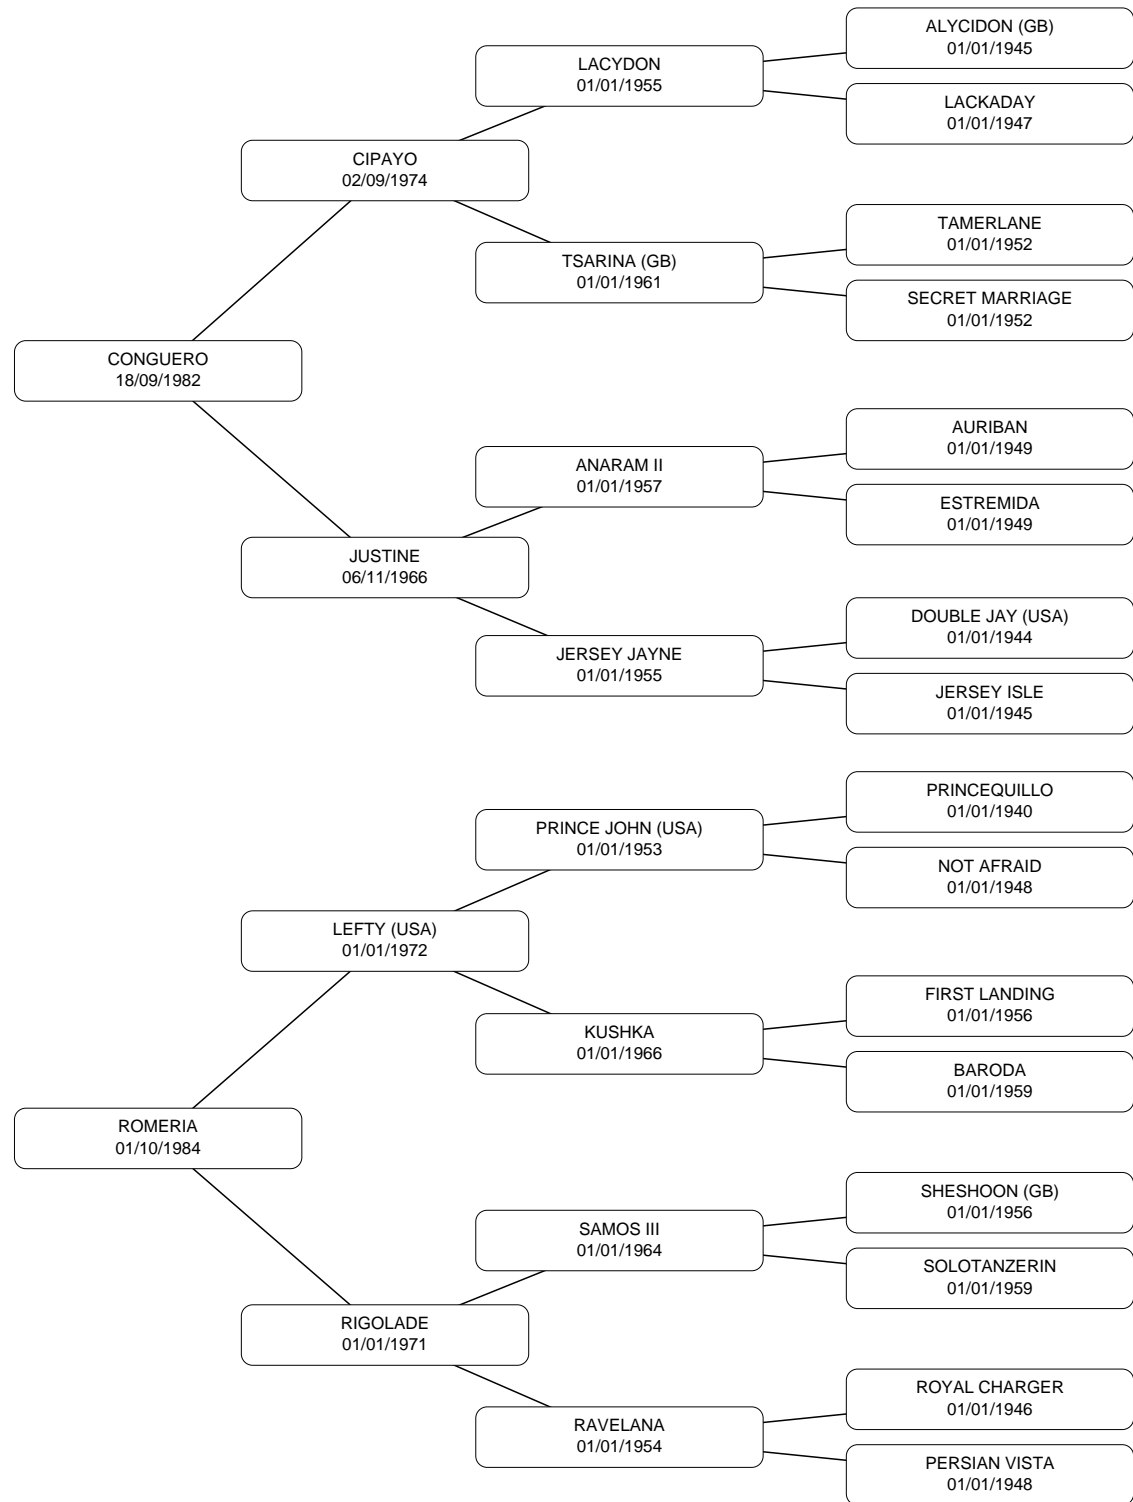 ALYCIDON (GB)
01/01/1945
LACYDON
01/01/1955
LACKADAY
01/01/1947
CIPAYO
02/09/1974
TAMERLANE
01/01/1952
TSARINA (GB)
01/01/1961
SECRET MARRIAGE
01/01/1952
CONGUERO
18/09/1982
AURIBAN
01/01/1949
ANARAM II
01/01/1957
ESTREMIDA
01/01/1949
JUSTINE
06/11/1966
DOUBLE JAY (USA)
01/01/1944
JERSEY JAYNE
01/01/1955
JERSEY ISLE
01/01/1945
PRINCEQUILLO
01/01/1940
PRINCE JOHN (USA)
01/01/1953
NOT AFRAID
01/01/1948
LEFTY (USA)
01/01/1972
FIRST LANDING
01/01/1956
KUSHKA
01/01/1966
BARODA
01/01/1959
ROMERIA
01/10/1984
SHESHOON (GB)
01/01/1956
SAMOS III
01/01/1964
SOLOTANZERIN
01/01/1959
RIGOLADE
01/01/1971
ROYAL CHARGER
01/01/1946
RAVELANA
01/01/1954
PERSIAN VISTA
01/01/1948